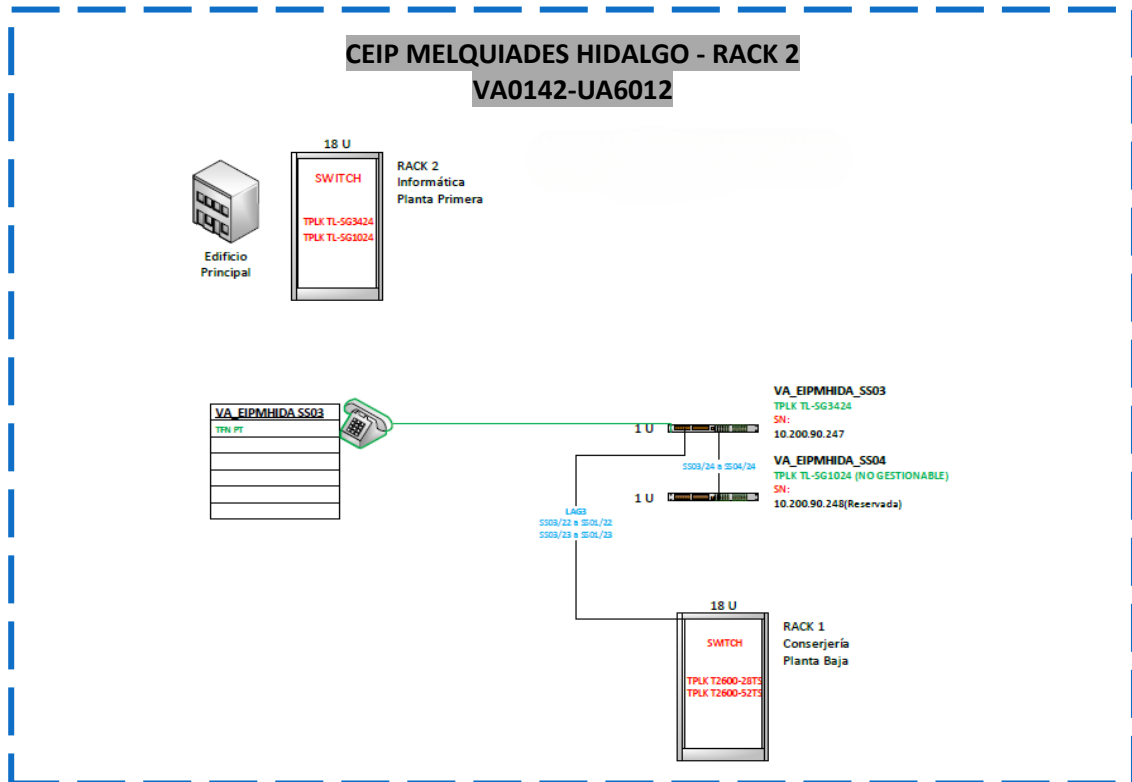 CEIP MELQUIADES HIDALGO - RACK 2
VA0142-UA6012
18 U
SWITCH
TPLK TL-SG3424
TPLK TL-SG1024
RACK 2
Informática
Planta Primera
Edificio
Principal
VA_EIPMHIDA SS03
TFN PT
1 U
VA_EIPMHIDA_SS03
TPLK TL-SG3424
SN:
10.200.90.247
SS03/24 a SS04/24
1 U
VA_EIPMHIDA_SS04
TPLK TL-SG1024 (NO GESTIONABLE)
SN:
10.200.90.248(Reservada)
LAG3
SS03/22 a SS01/22
SS03/23 a SS01/23
18 U
SWITCH
TPLK T2600-28TS
TPLK T2600-52TS
RACK 1
Conserjería
Planta Baja